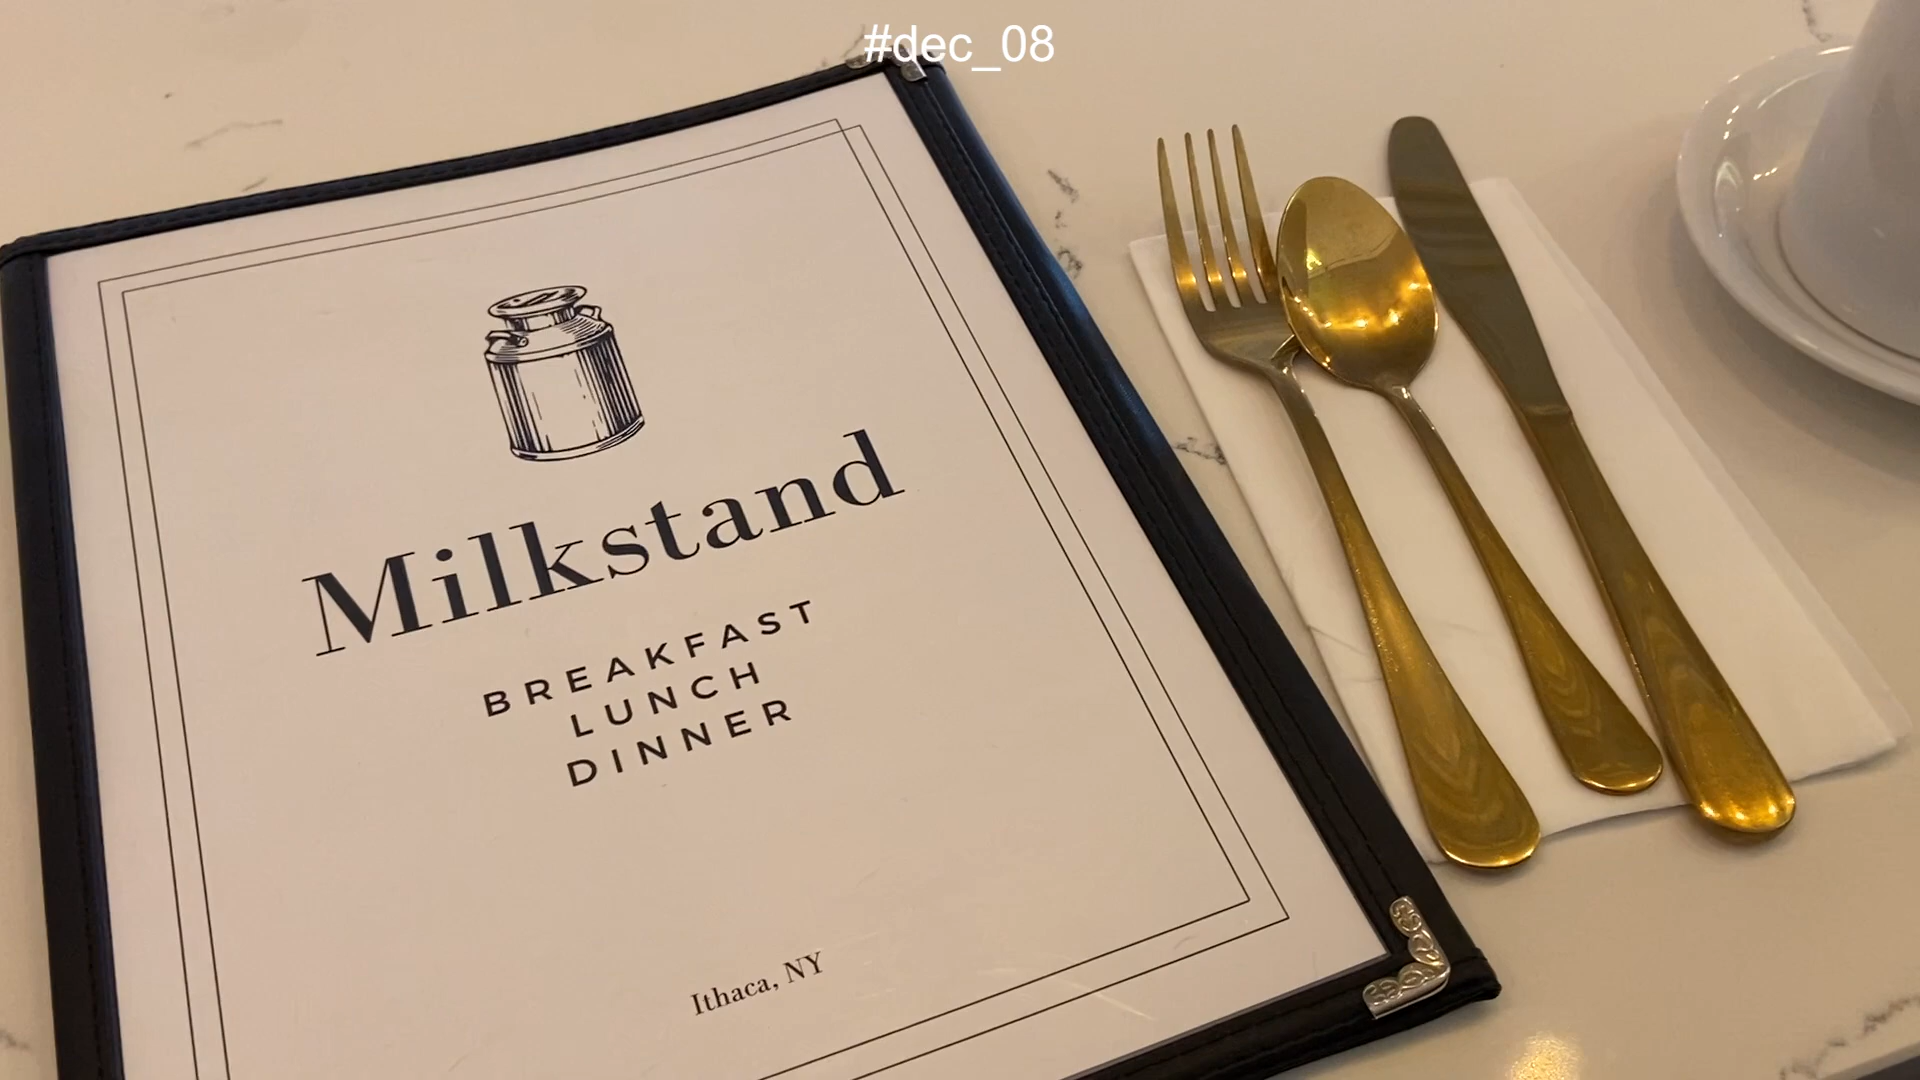 #dec_08
Milkstand
BREAKFAST
LUNCH
DINNER
Ithaca, NY